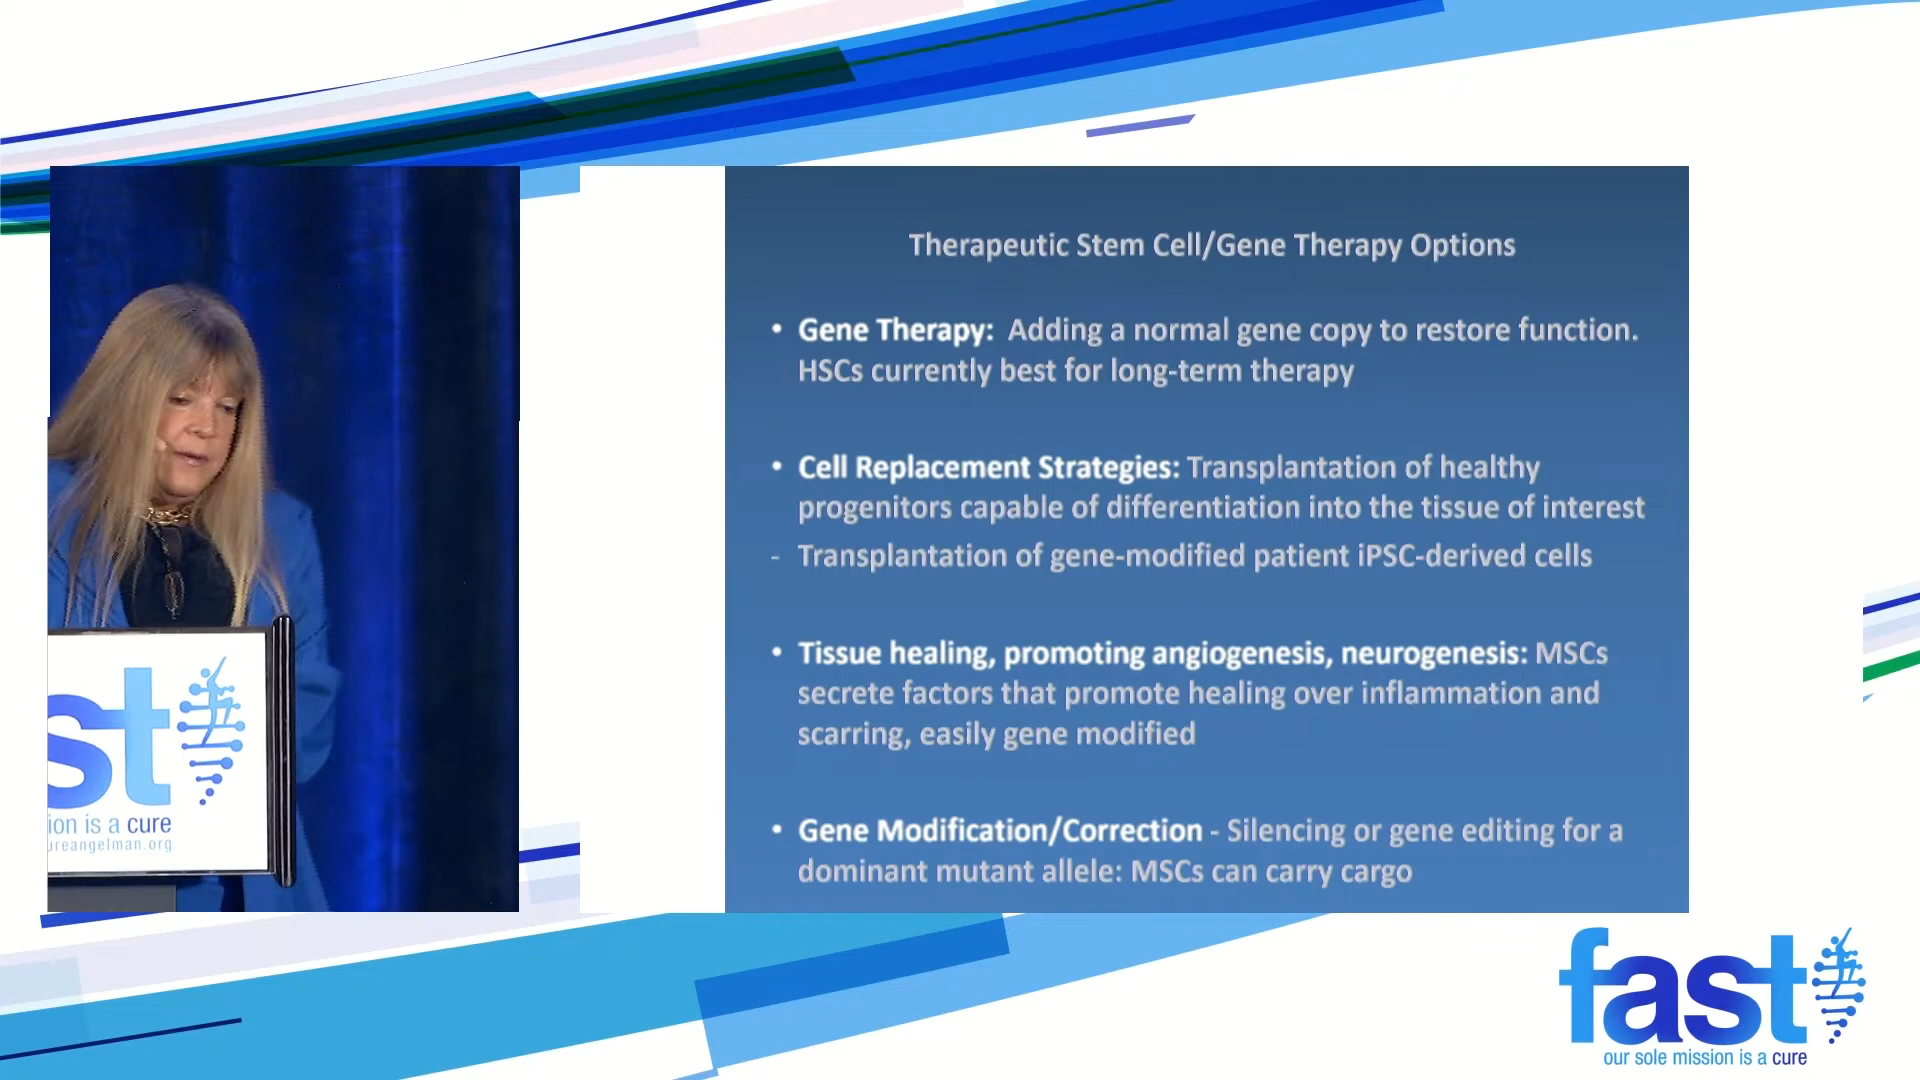 Therapeutic Stem Cell/Gene Therapy Options
• Gene Therapy: Adding a normal gene copy to restore function.
HSCs currently best for long-term therapy
• Cell Replacement Strategies: Transplantation of healthy
progenitors capable of differentiation into the tissue of interest
- Transplantation of gene-modified patient iPSC-derived cells
• Tissue healing, promoting angiogenesis, neurogenesis: MSCs
secrete factors that promote healing over inflammation and
scarring, easily gene modified
• Gene Modification/Correction - Silencing or gene editing for a
dominant mutant allele: MSCs can carry cargo
st
ion is a cure
ureangelman.org
fast
our sole mission is a cure